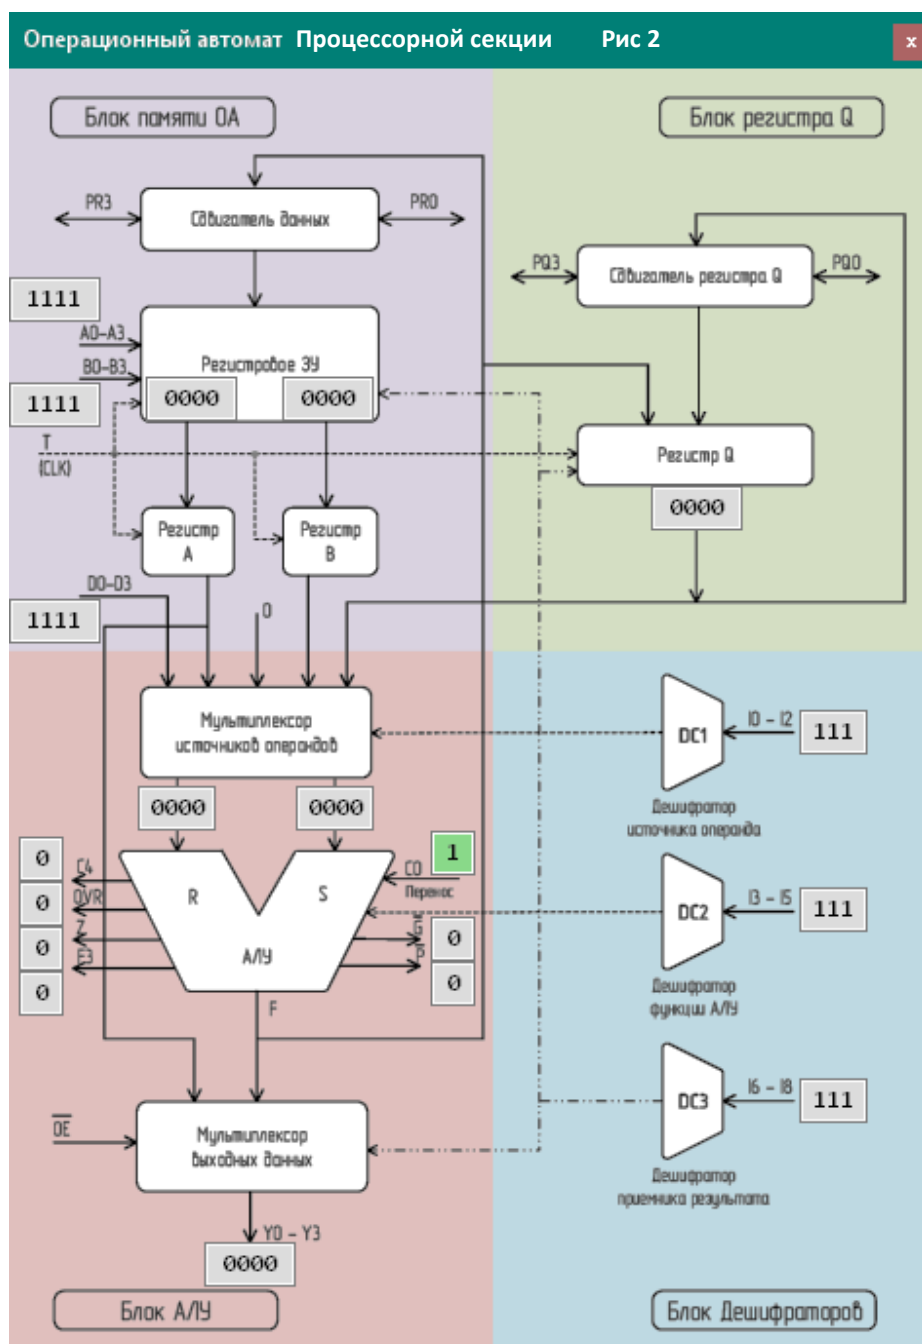 Операционный автомат Процессорной секции Рис 2 x
Блок памяти ОА
Блок регистра Q
PR3
Сдвигатель данных
PR0
PQ3
Сдвигатель регистра Q
PQ0
1111
A0-A3
Регистровое ЗУ
B0-B3
0000
0000
1111
T
(CLK)
Регистр Q
0000
Регистр
A
Регистр
B
D0-D3
0
1111
Мультиплексор
источников операндов
DC1
I0 - I2
111
Дешифратор
источника операнда
0000
0000
0
C4
R
S
C0
1
Перенос
0
OVR
DC2
I3 - I5
111
0
Z
АЛУ
0
0
0
Дешифратор
функции АЛУ
F
DC3
I6 - I8
111
OE
Мультиплексор
выходных данных
Дешифратор
приемника результата
Y0 - Y3
0000
Блок АЛУ
Блок Дешифраторов